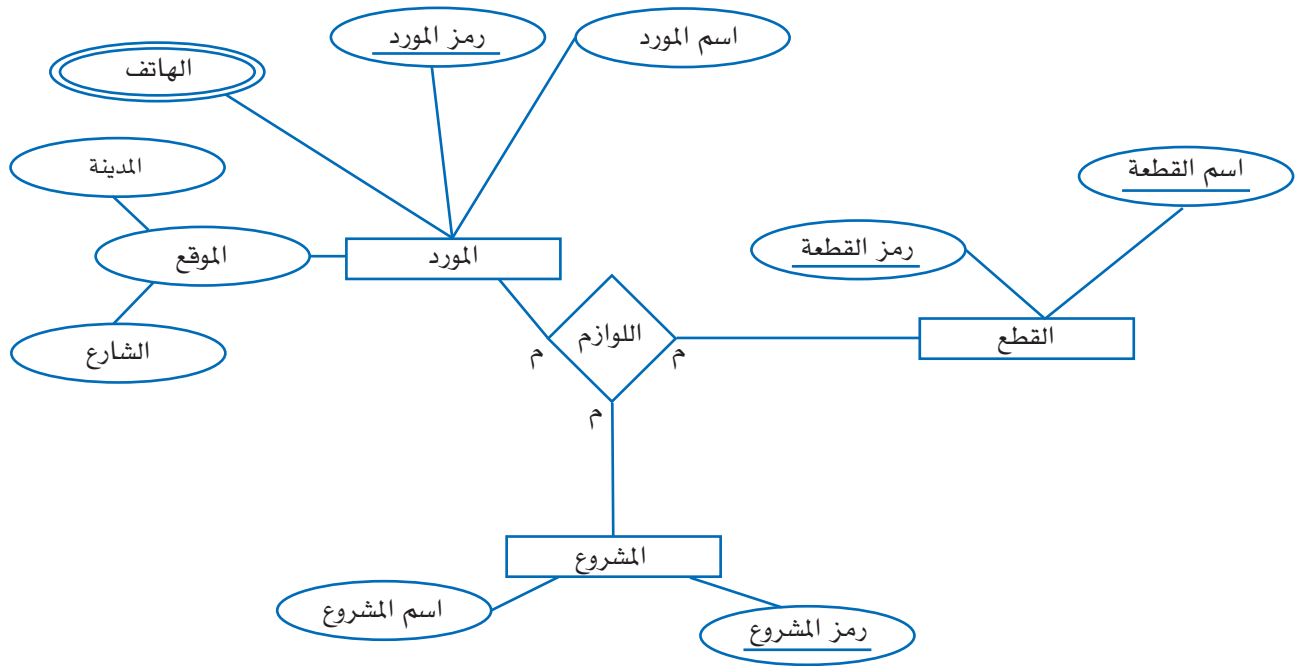 اسم المورد
رمز المورد
الهاتف
المدينة
الموقع
الشارع
المورد
اسم القطعة
رمز القطعة
القطع
اللوازم
م
م
م
المشروع
اسم المشروع
رمز المشروع